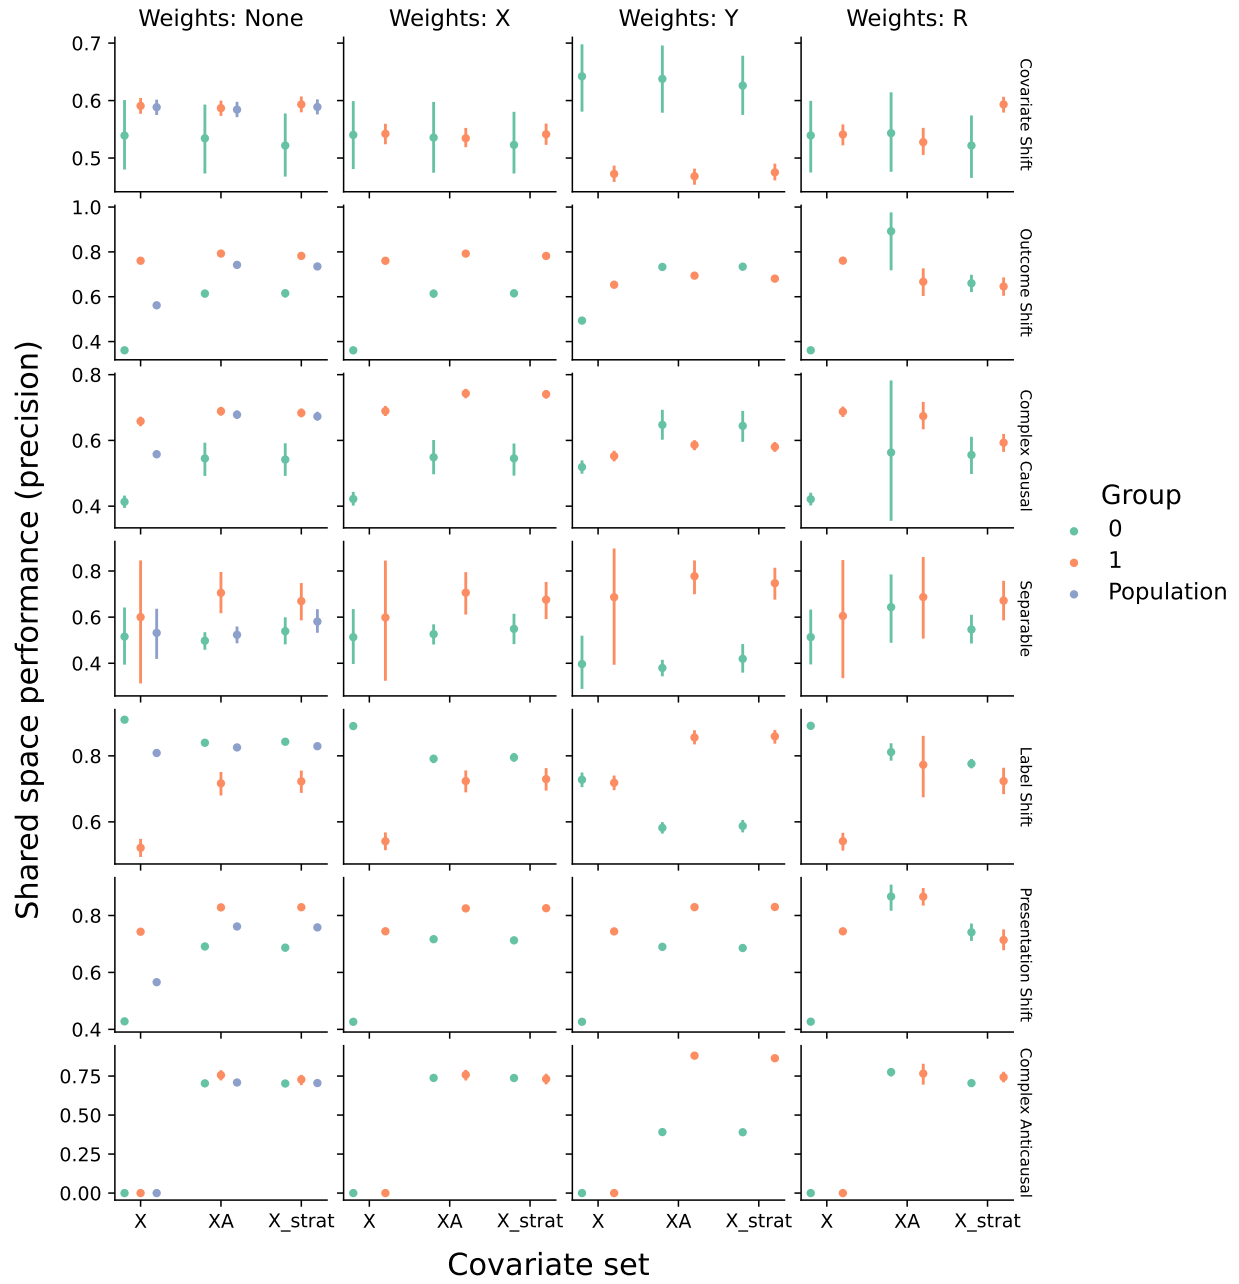 Weights: None Weights: X Weights: Y Weights: R
0.7
0.6
0.5
Covariate Shift
1.0
0.8
0.6
0.4
Outcome Shift
0.8
0.6
0.4
Complex Causal
0.8
0.6
0.4
Separable
0.8
0.6
Label Shift
0.8
0.6
0.4
Presentation Shift
0.75
0.50
0.25
0.00
Complex Anticausal
X XA X_strat X XA X_strat X XA X_strat X XA X_strat
Covariate set
Shared space performance (precision)
Group
0
1
Population